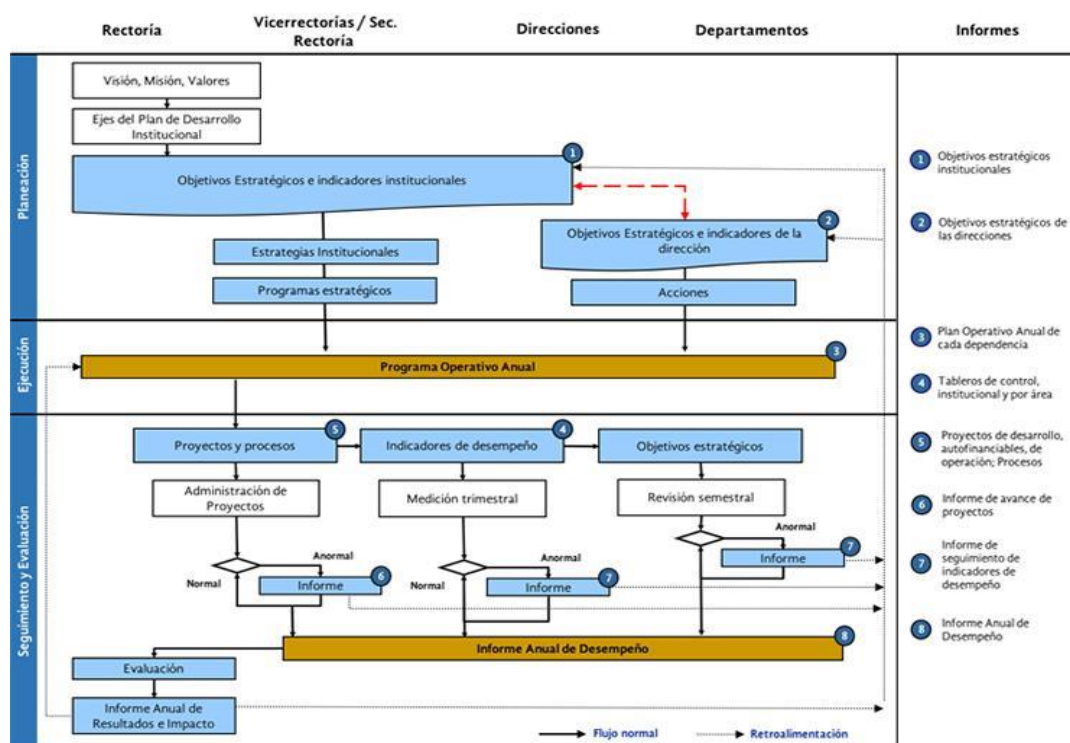 Rectoría
Vicerrectorías / Sec.
Rectoría
Direcciones
Departamentos
Informes
Planeación
Visión, Misión, Valores
Ejes del Plan de Desarrollo
Institucional
1
Objetivos Estratégicos e indicadores institucionales
2
Objetivos Estratégicos e indicadores de la
dirección
Estrategias Institucionales
Programas estratégicos
Acciones
1 Objetivos estratégicos
institucionales
2 Objetivos estratégicos de
las direcciones
Ejecución
3
Programa Operativo Anual
3 Plan Operativo Anual de
cada dependencia
4 Tableros de control,
institucional y por área
Seguimiento y Evaluación
Proyectos y procesos
5
Indicadores de desempeño
4
Objetivos estratégicos
Administración de
Proyectos
Medición trimestral
Revisión semestral
Anormal
Normal
Informe
6
Anormal
Normal
Informe
7
Anormal
Informe
7
Informe Anual de Desempeño
8
Evaluación
Informe Anual de
Resultados e Impacto
5 Proyectos de desarrollo,
autofinanciables, de
operación; Procesos
6 Informe de avance de
proyectos
7 Informe de
seguimiento de
indicadores de
desempeño
8 Informe Anual de
Desempeño
Flujo normal
Retroalimentación